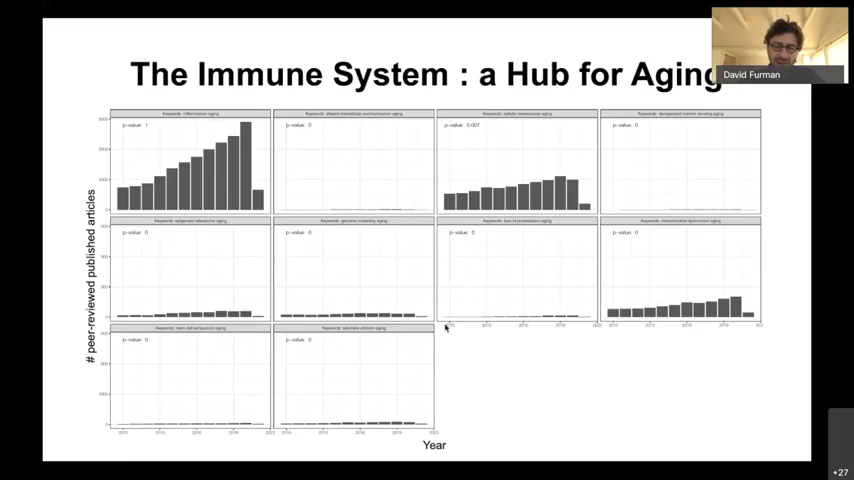 The Immune System : a Hub for Aging
David Furman
Keywords: inflammation aging
Keywords: altered intercellular communication aging
Keywords: cellular senescence aging
Keywords: deregulated nutrient sensing aging
p-value: 1
p-value: 0
p-value: 0.007
p-value: 0
Keywords: epigenetic alterations aging
Keywords: genome instability aging
Keywords: loss of proteostasis aging
Keywords: mitochondrial dysfunction aging
p-value: 0
p-value: 0
p-value: 0
p-value: 0
Keywords: stem cell exhaustion aging
Keywords: telomere attrition aging
p-value: 0
p-value: 0
# peer-reviewed published articles
Year
+27